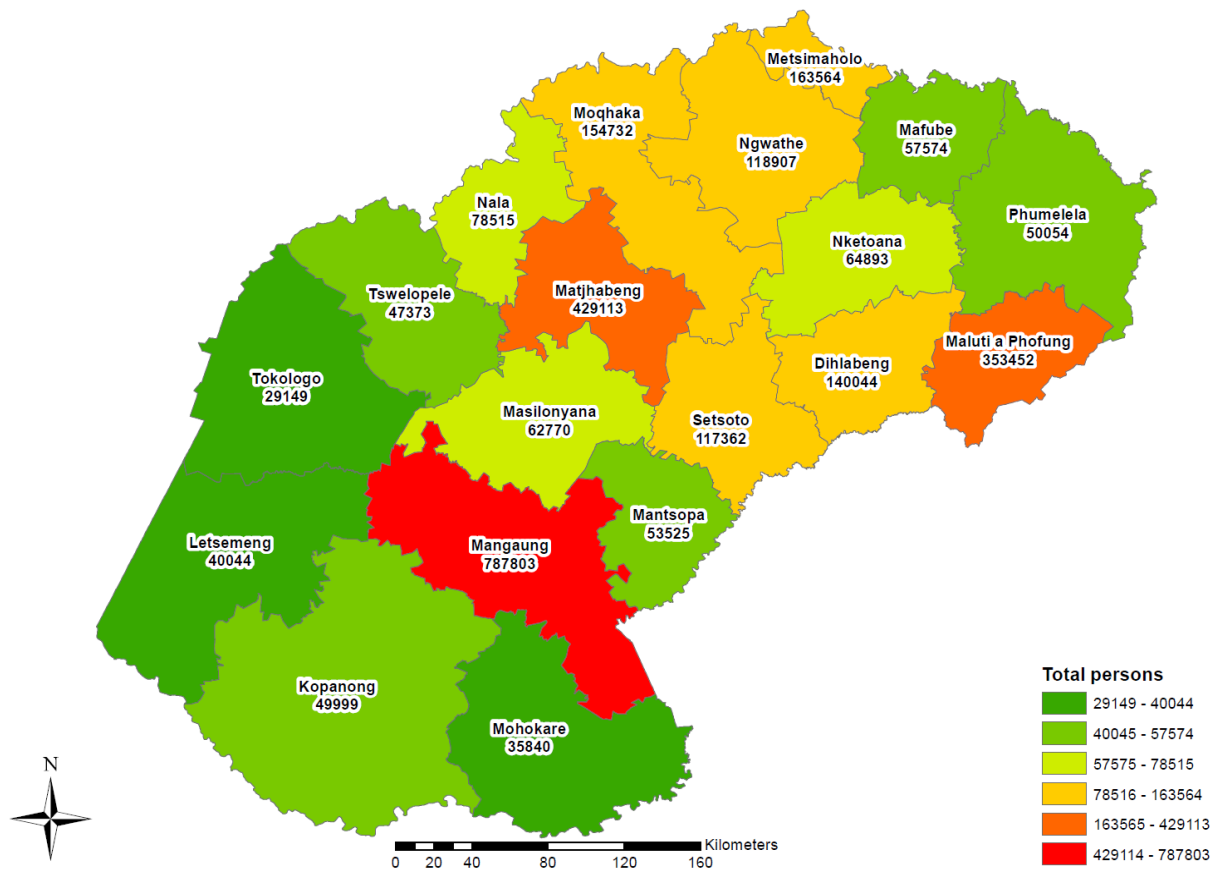 Metsimaholo
163564
Moqhaka
154732
Mafube
57574
Ngwathe
118907
Nala
78515
Phumelela
50054
Nketoana
64893
Matjhabeng
429113
Tswelopele
47373
Maluti a Phofung
353452
Dihlabeng
140044
Tokologo
29149
Masilonyana
62770
Setsoto
117362
Mantsopa
53525
Letsemeng
40044
Mangaung
787803
Kopanong
49999
Mohokare
35840
Total persons
29149 - 40044
40045 - 57574
57575 - 78515
78516 - 163564
163565 - 429113
429114 - 787803
N
Kilometers
0 20 40 80 120 160